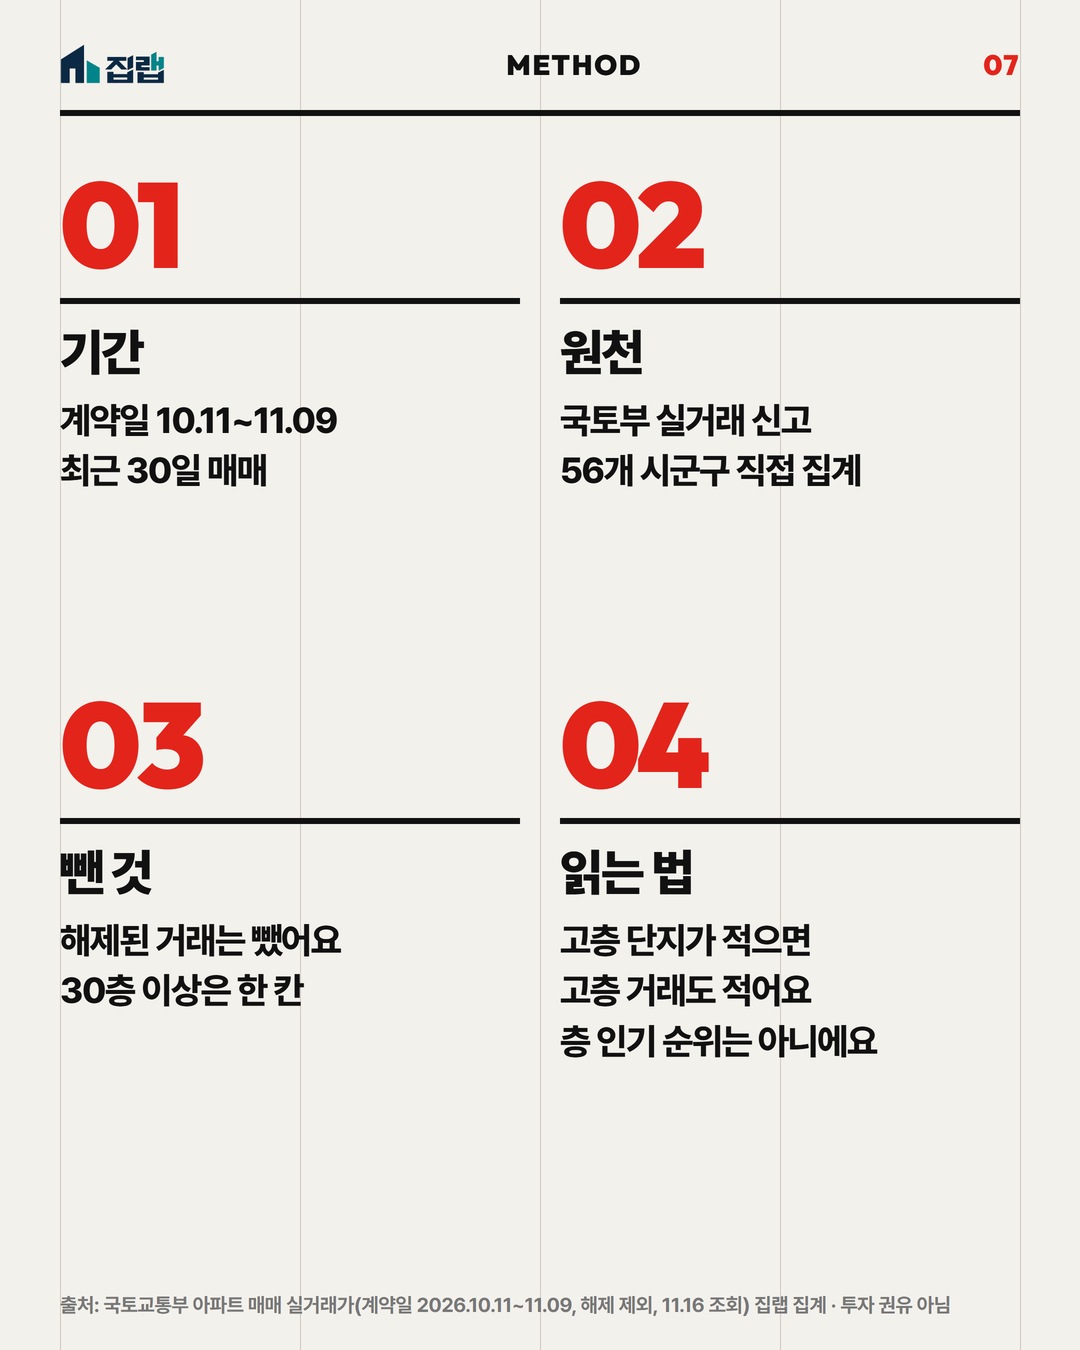 집랩
METHOD
07
01
기간
계약일 10.11~11.09
최근 30일 매매
02
원천
국토부 실거래 신고
56개 시군구 직접 집계
03
뺀 것
해제된 거래는 뺐어요
30층 이상은 한 칸
04
읽는 법
고층 단지가 적으면
고층 거래도 적어요
층 인기 순위는 아니에요
출처: 국토교통부 아파트 매매 실거래가(계약일 2026.10.11~11.09, 해제 제외, 11.16 조회) 집랩 집계 · 투자 권유 아님